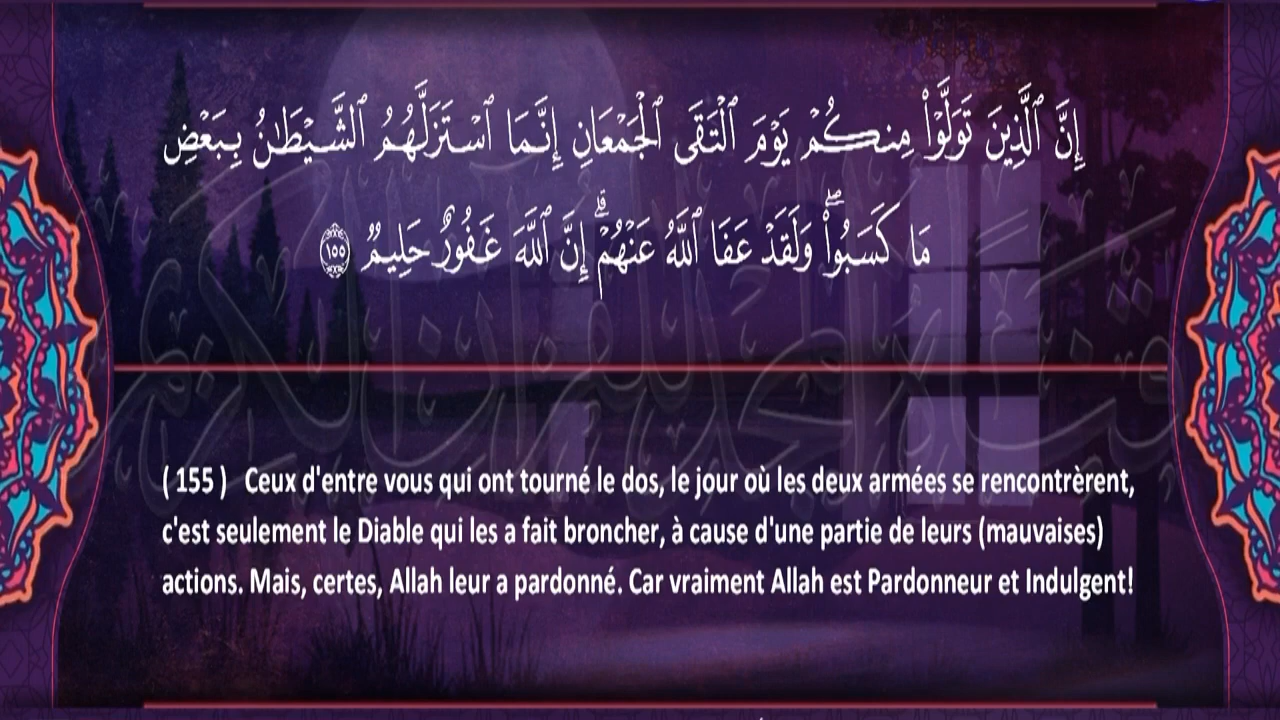 إِنَّ ٱلَّذِينَ تَوَلَّوْا۟ مِنكُمْ يَوْمَ ٱلْتَقَى ٱلْجَمْعَانِ إِنَّمَا ٱسْتَزَلَّهُمُ ٱلشَّيْطَـٰنُ بِبَعْضِ
مَا كَسَبُوا۟ ۖ وَلَقَدْ عَفَا ٱللَّهُ عَنْهُمْ ۗ إِنَّ ٱللَّهَ غَفُورٌ حَلِيمٌ ١٥٥
( 155 ) Ceux d'entre vous qui ont tourné le dos, le jour où les deux armées se rencontrèrent,
c'est seulement le Diable qui les a fait broncher, à cause d'une partie de leurs (mauvaises)
actions. Mais, certes, Allah leur a pardonné. Car vraiment Allah est Pardonneur et Indulgent!